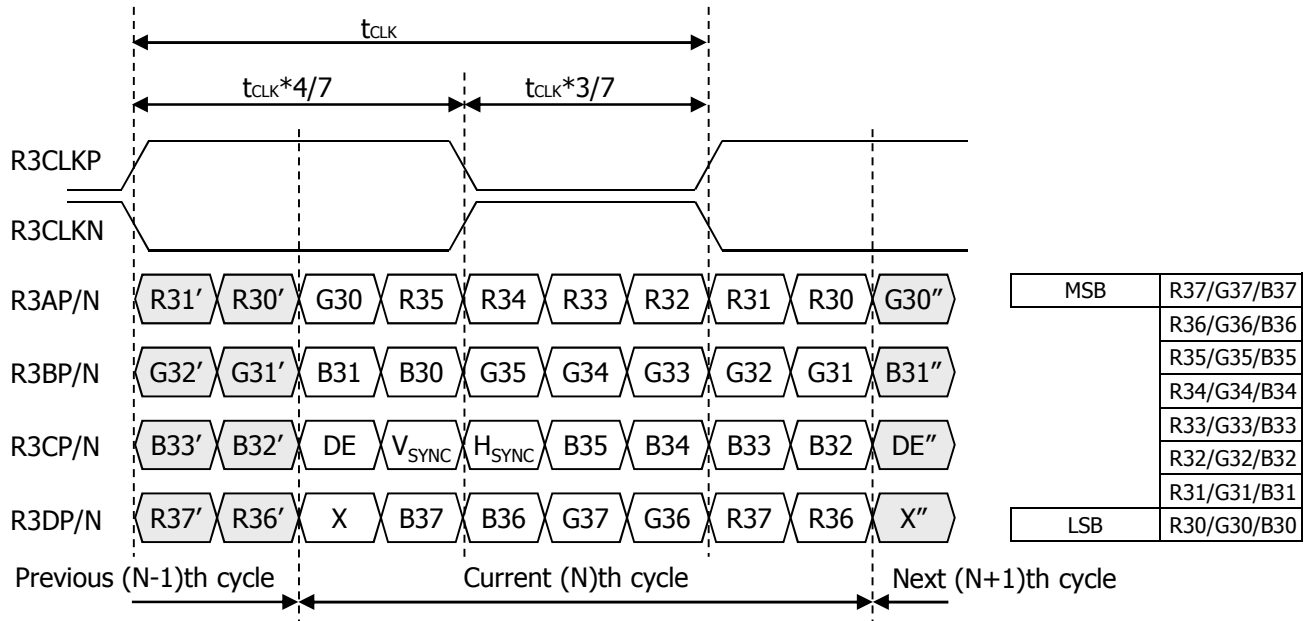 tCLK
tCLK*4/7 tCLK*3/7
R3CLKP
R3CLKN
R3AP/N R31′ R30′ G30 R35 R34 R33 R32 R31 R30 G30″
R3BP/N G32′ G31′ B31 B30 G35 G34 G33 G32 G31 B31″
R3CP/N B33′ B32′ DE VSYNC HSYNC B35 B34 B33 B32 DE″
R3DP/N R37′ R36′ X B37 B36 G37 G36 R37 R36 X″
Previous (N-1)th cycle Current (N)th cycle Next (N+1)th cycle
MSB R37/G37/B37
R36/G36/B36
R35/G35/B35
R34/G34/B34
R33/G33/B33
R32/G32/B32
R31/G31/B31
LSB R30/G30/B30